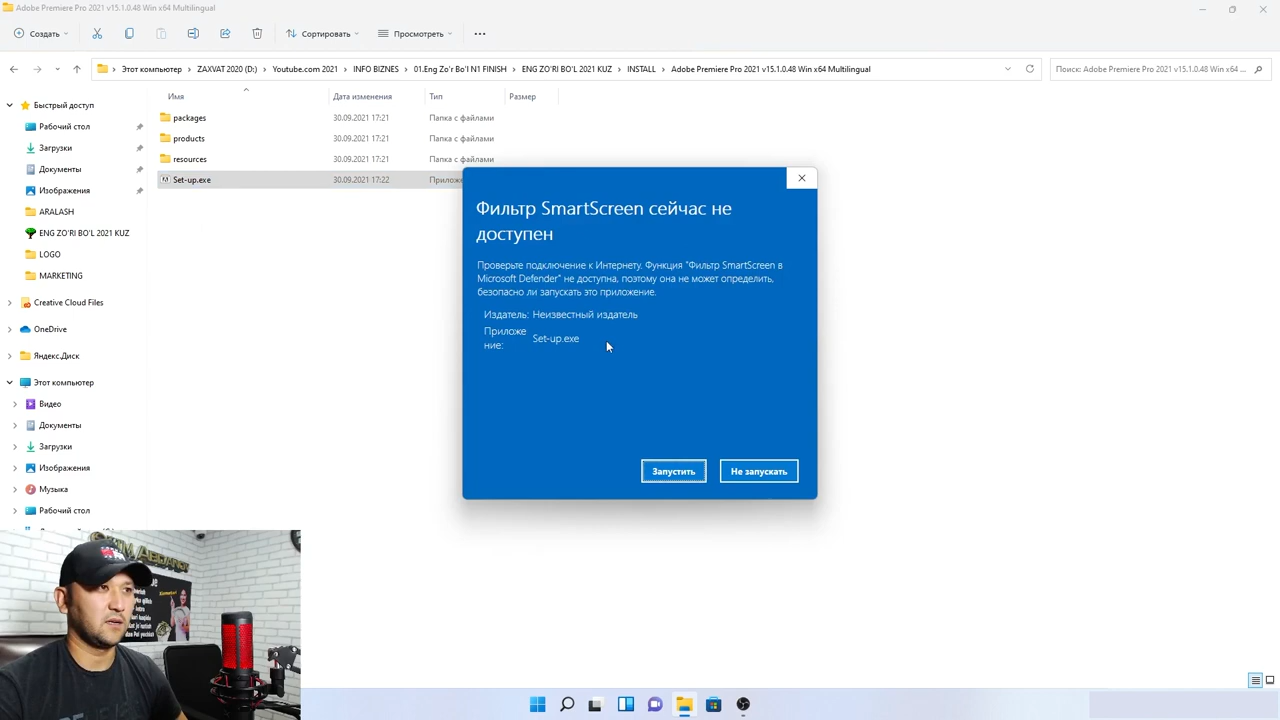 Adobe Premiere Pro 2021 v15.1.0.48 Win x64 Multilingual
Создать
Сортировать
Просмотреть
Этот компьютер
ZAXVAT 2020 (D:)
Youtube.com 2021
INFO BIZNES
01.Eng Zo'r Bo'l N1 FINISH
ENG ZO'RI BO'L 2021 KUZ
INSTALL
Adobe Premiere Pro 2021 v15.1.0.48 Win x64 Multilingual
Поиск: Adobe Premiere Pro 2021 v15.1.0.48 Win x64 ...
Имя
Дата изменения
Тип
Размер
packages
30.09.2021 17:21
Папка с файлами
products
30.09.2021 17:21
Папка с файлами
resources
30.09.2021 17:21
Папка с файлами
Set-up.exe
30.09.2021 17:22
Быстрый доступ
Рабочий стол
Загрузки
Документы
Изображения
ARALASH
ENG ZO'RI BO'L 2021 KUZ
LOGO
MARKETING
Creative Cloud Files
OneDrive
Яндекс.Диск
Этот компьютер
Видео
Документы
Загрузки
Изображения
Музыка
Рабочий стол
Фильтр SmartScreen сейчас не
доступен
Проверьте подключение к Интернету. Функция "Фильтр SmartScreen в
Microsoft Defender" не доступна, поэтому она не может определить,
безопасно ли запускать это приложение.
Издатель: Неизвестный издатель
Приложе
ние:
Set-up.exe
Запустить
Не запускать